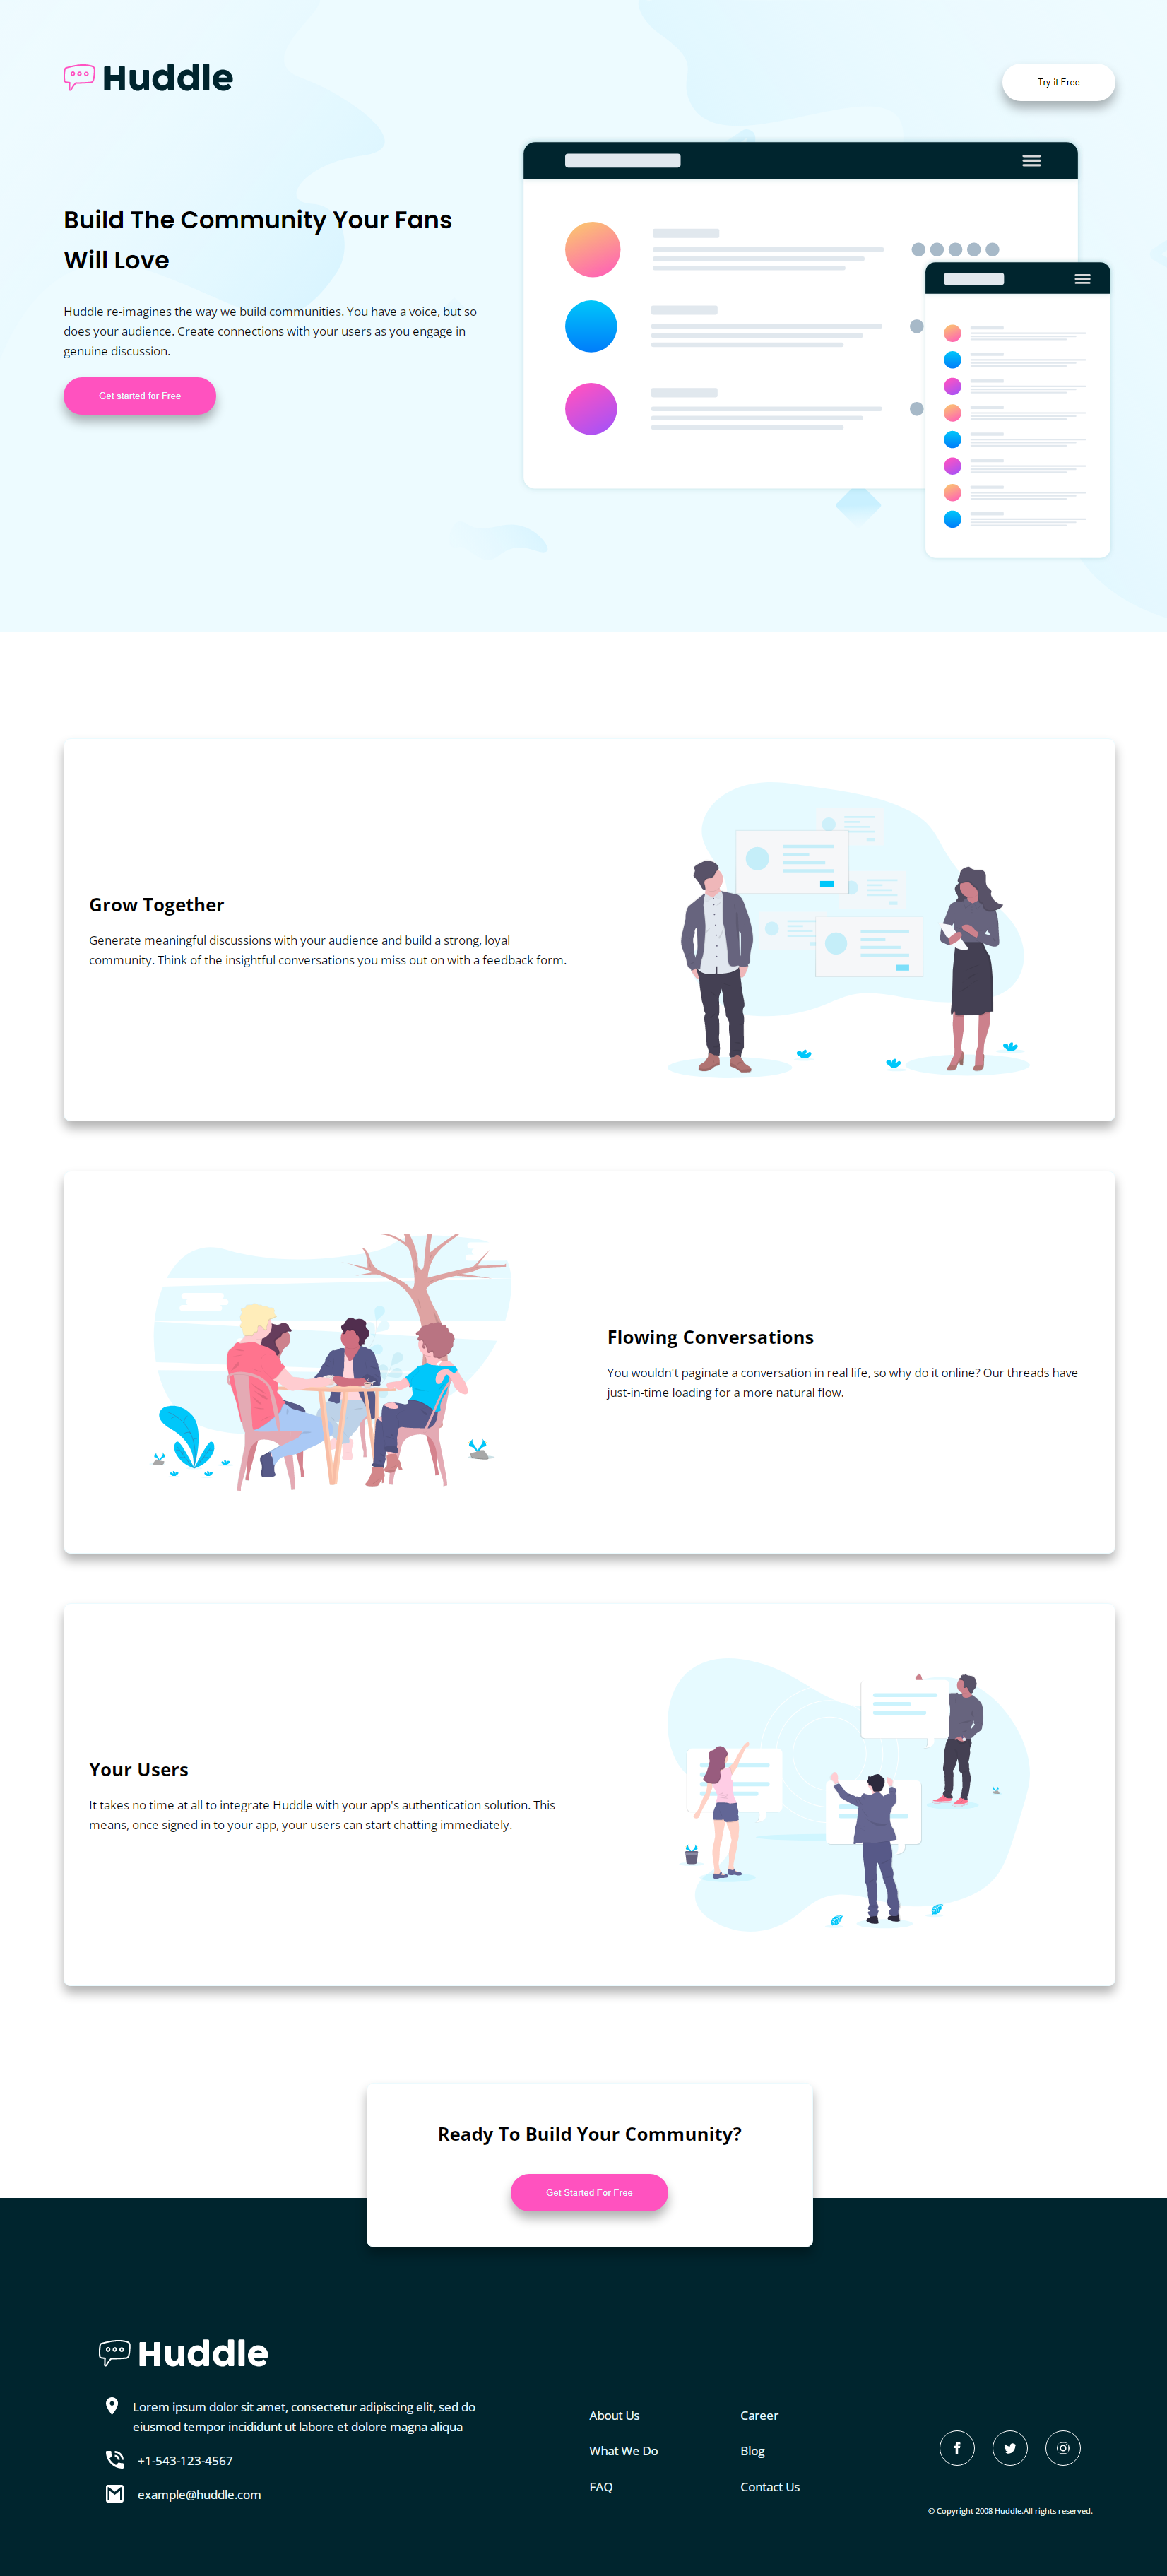 Huddle
Try it Free
Build The Community Your Fans
Will Love
Huddle re-imagines the way we build communities. You have a voice, but so
does your audience. Create connections with your users as you engage in
genuine discussion.
Get started for Free
Grow Together
Generate meaningful discussions with your audience and build a strong, loyal
community. Think of the insightful conversations you miss out on with a feedback form.
Flowing Conversations
You wouldn't paginate a conversation in real life, so why do it online? Our threads have
just-in-time loading for a more natural flow.
Your Users
It takes no time at all to integrate Huddle with your app's authentication solution. This
means, once signed in to your app, your users can start chatting immediately.
Ready To Build Your Community?
Get Started For Free
Huddle
Lorem ipsum dolor sit amet, consectetur adipiscing elit, sed do
eiusmod tempor incididunt ut labore et dolore magna aliqua
+1-543-123-4567
example@huddle.com
About Us
What We Do
FAQ
Career
Blog
Contact Us
© Copyright 2008 Huddle.All rights reserved.